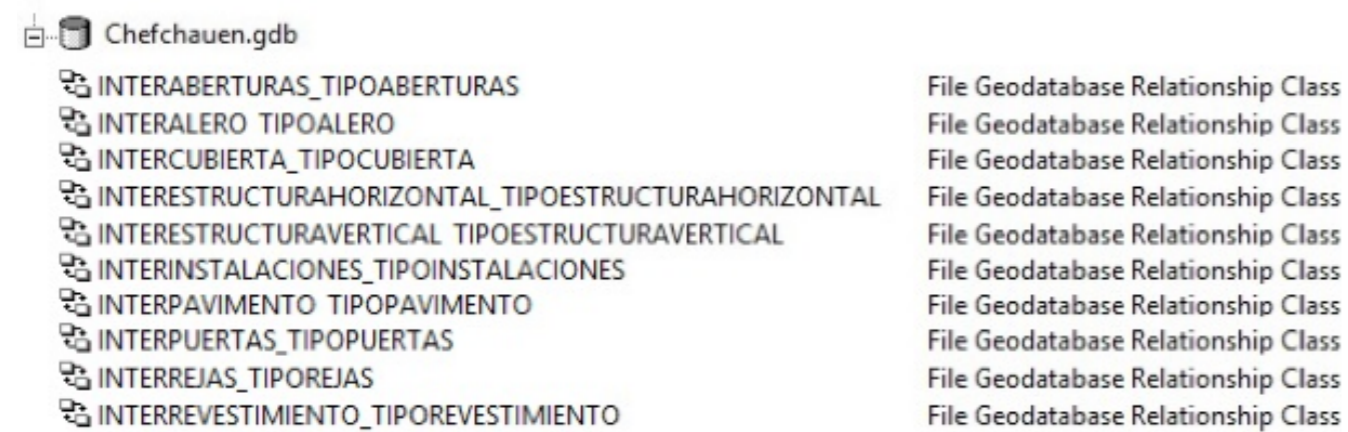 Chefchauen.gdb
INTERABERTURAS_TIPOABERTURAS File Geodatabase Relationship Class
INTERALERO TIPOALERO File Geodatabase Relationship Class
INTERCUBIERTA_TIPOCUBIERTA File Geodatabase Relationship Class
INTERESTRUCTURAHORIZONTAL_TIPOESTRUCTURAHORIZONTAL File Geodatabase Relationship Class
INTERESTRUCTURAVERTICAL TIPOESTRUCTURAVERTICAL File Geodatabase Relationship Class
INTERINSTALACIONES_TIPOINSTALACIONES File Geodatabase Relationship Class
INTERPAVIMENTO TIPOPAVIMENTO File Geodatabase Relationship Class
INTERPUERTAS_TIPOPUERTAS File Geodatabase Relationship Class
INTERREJAS_TIPOREJAS File Geodatabase Relationship Class
INTERREVESTIMIENTO_TIPOREVESTIMIENTO File Geodatabase Relationship Class